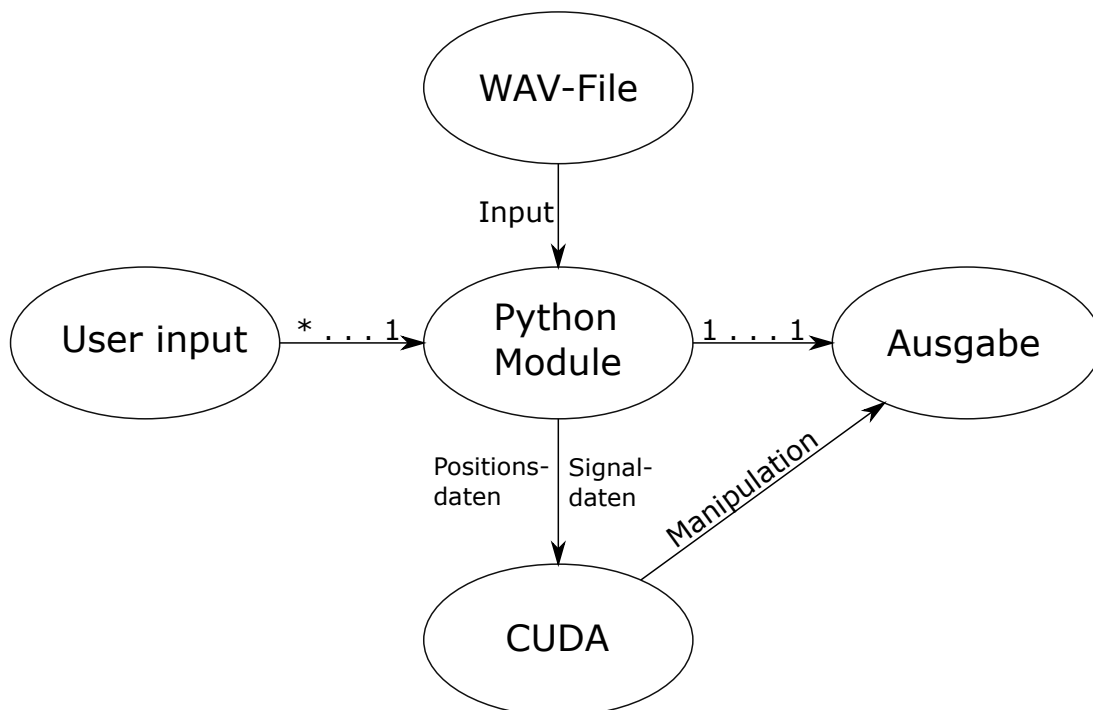 WAV-File
Input
User input
* . . . 1
Python
Module
1 . . . 1
Ausgabe
Positions-
daten
Signal-
daten
Manipulation
CUDA